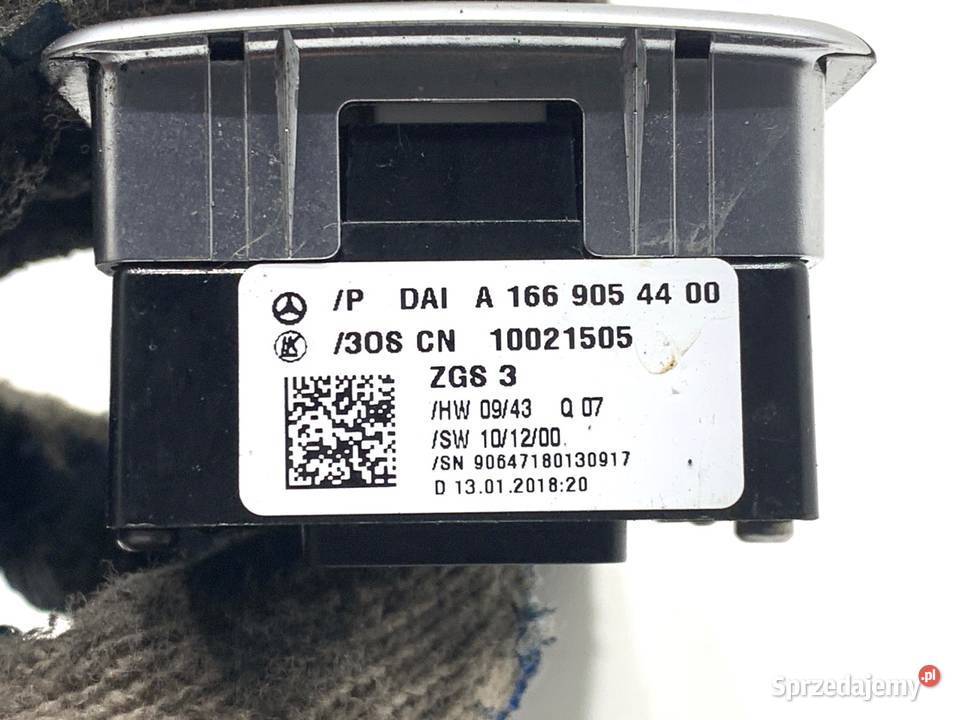 /P DAI A 166 905 44 00
/3OS CN 10021505
ZGS 3
/HW 09/43 Q 07
/SW 10/12/00
/SN 90647180130917
D 13.01.2018:20
Sprzedajemy.pl